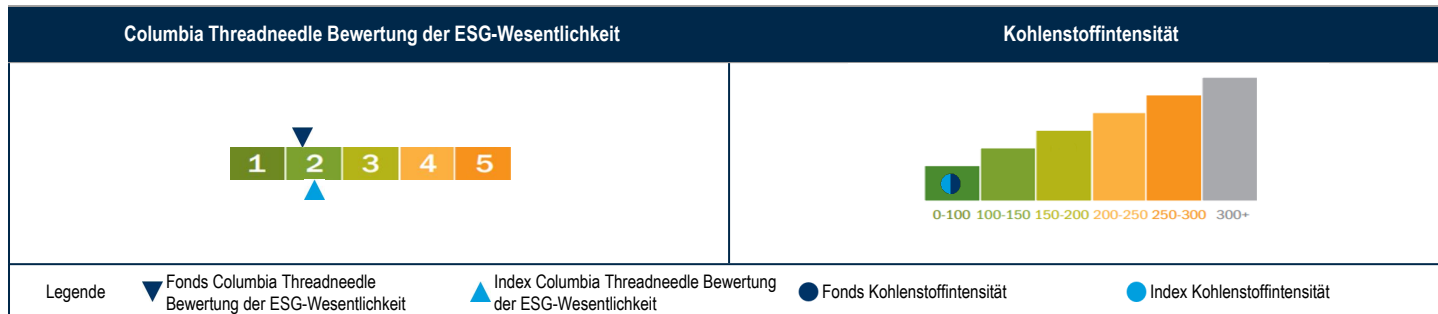 Columbia Threadneedle Bewertung der ESG-Wesentlichkeit
Kohlenstoffintensität
1 2 3 4 5
0-100 100-150 150-200 200-250 250-300 300+
Legende
Fonds Columbia Threadneedle
Bewertung der ESG-Wesentlichkeit
Index Columbia Threadneedle Bewertung
der ESG-Wesentlichkeit
Fonds Kohlenstoffintensität
Index Kohlenstoffintensität